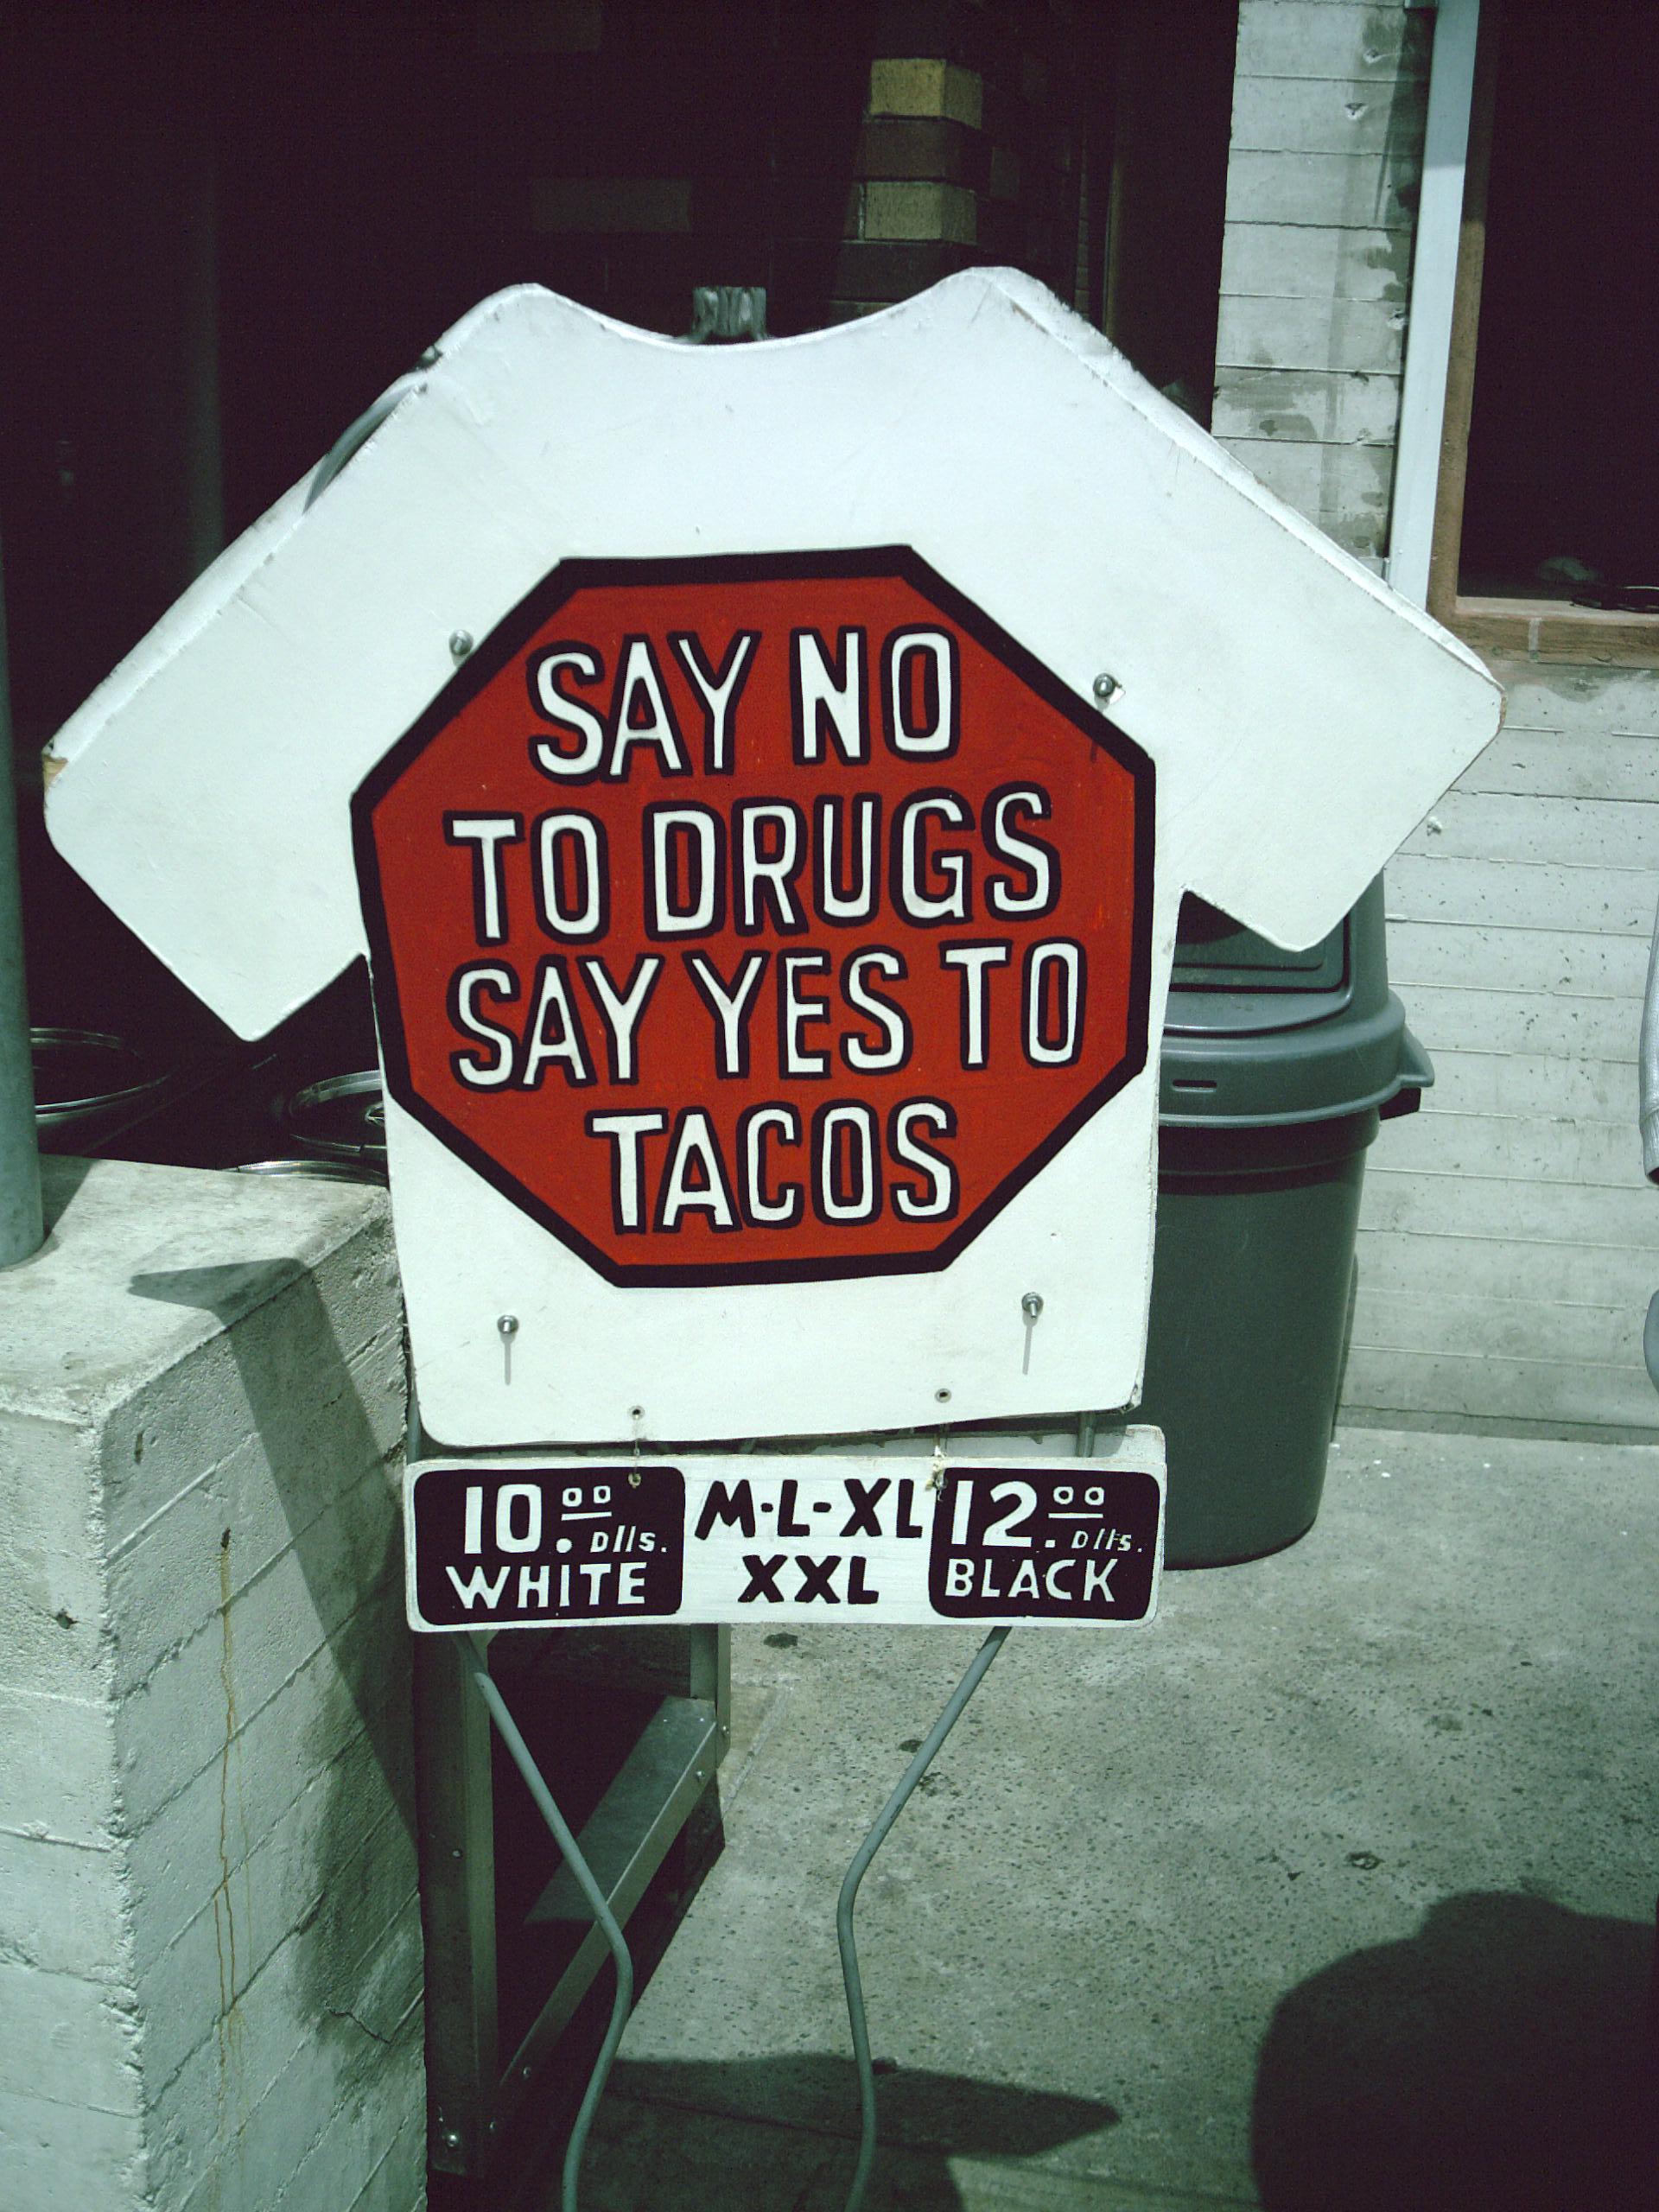 SAY NO
TO DRUGS
SAY YES TO
TACOS
10.00 Dlls.
WHITE
M-L-XL
XXL
12.00 Dlls.
BLACK